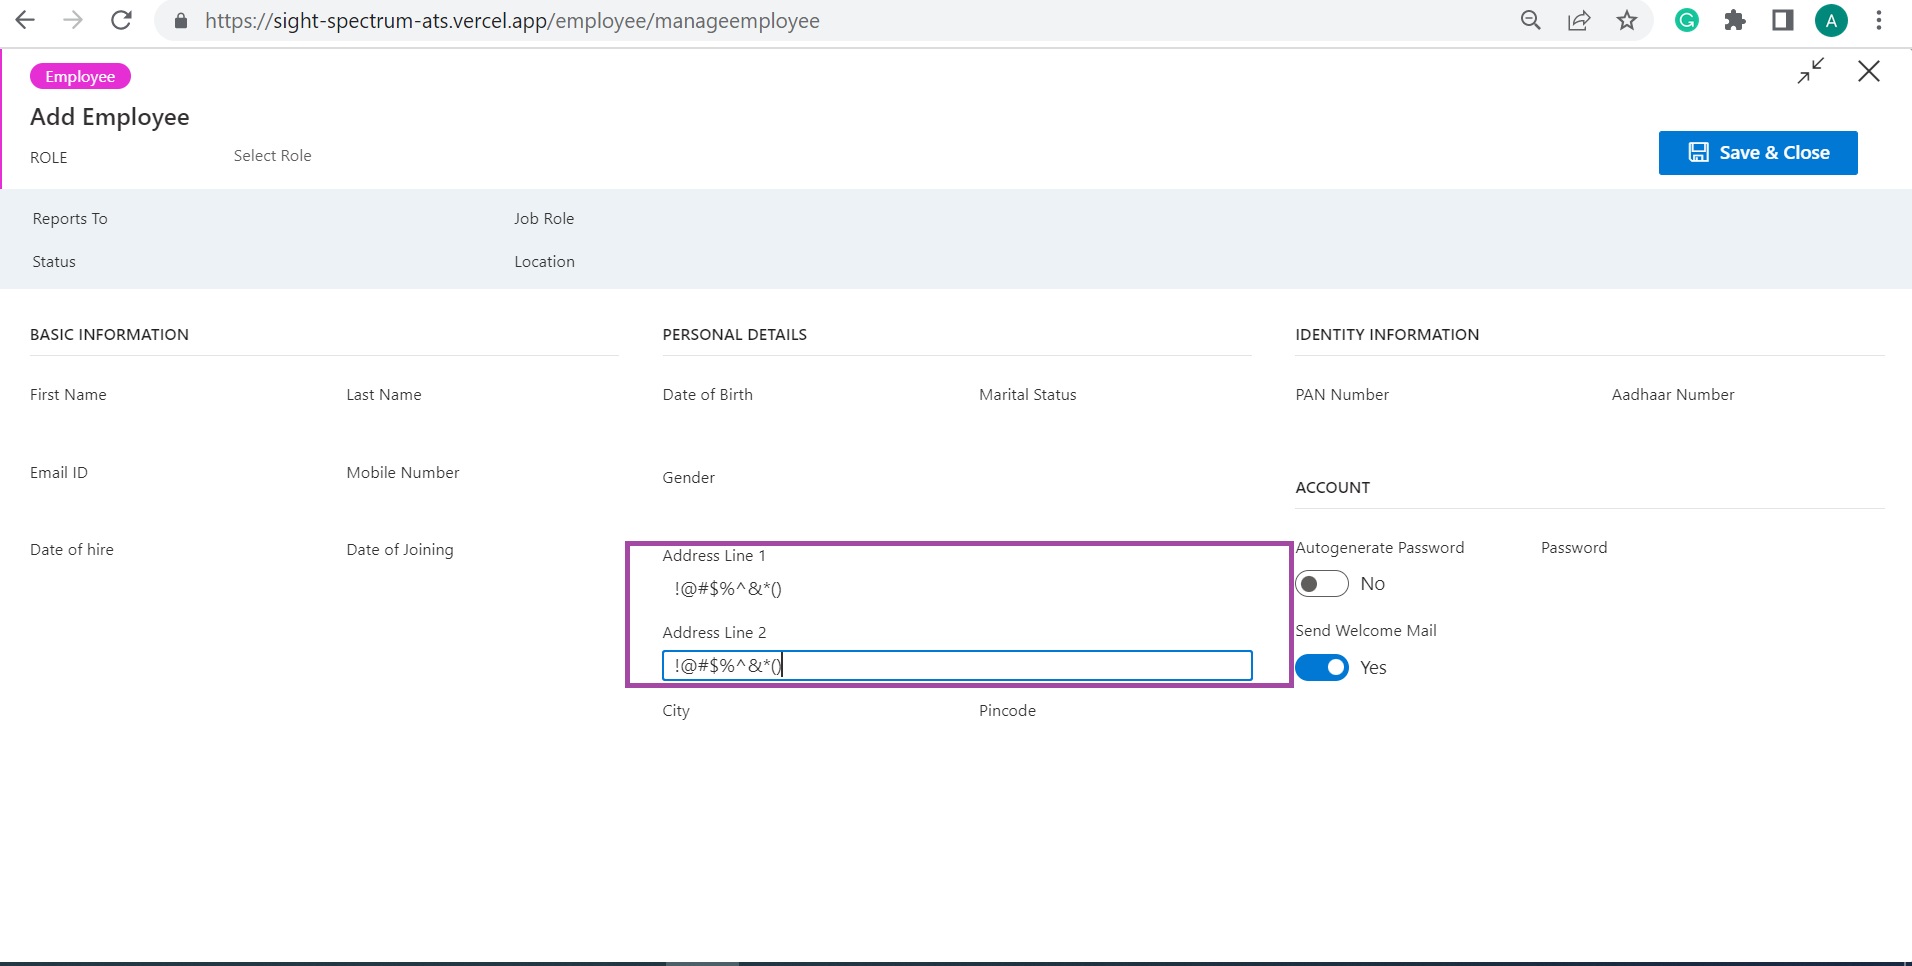 https://sight-spectrum-ats.vercel.app/employee/manageemployee
A
Employee
Add Employee
ROLE Select Role
Save & Close
Reports To Job Role
Status Location
BASIC INFORMATION
First Name Last Name
Email ID Mobile Number
Date of hire Date of Joining
PERSONAL DETAILS
Date of Birth Marital Status
Gender
Address Line 1
!@#$%^&*()
Address Line 2
!@#$%^&*()
City Pincode
IDENTITY INFORMATION
PAN Number Aadhaar Number
ACCOUNT
Autogenerate Password Password
No
Send Welcome Mail
Yes